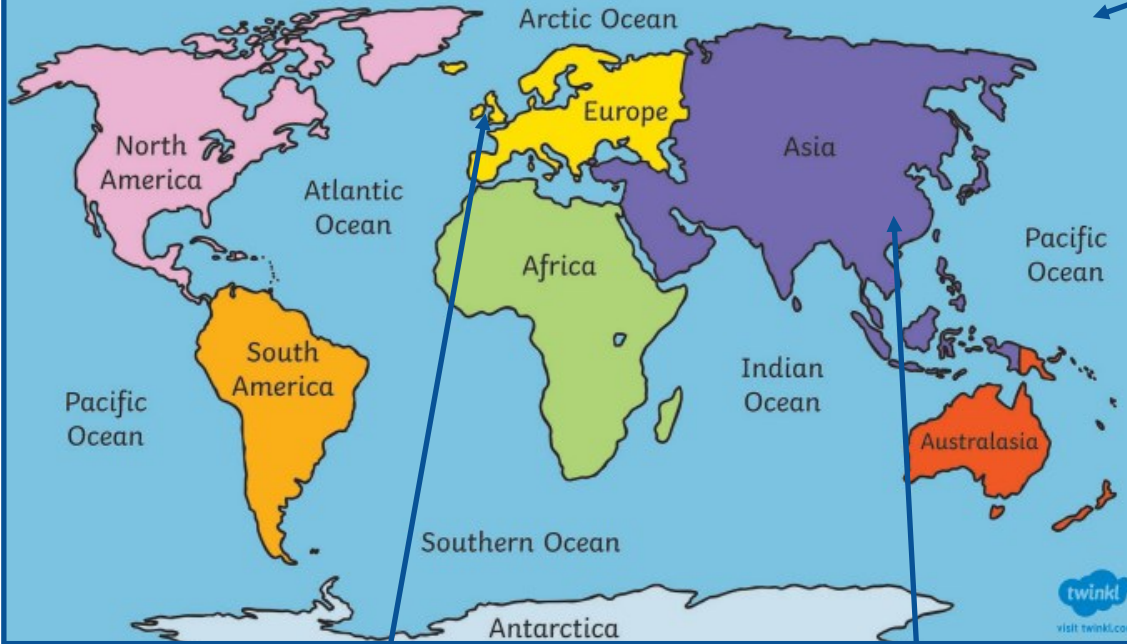 Arctic Ocean
Europe
Asia
North
America
Atlantic
Ocean
Africa
Pacific
Ocean
South
America
Indian
Ocean
Pacific
Ocean
Australasia
Southern Ocean
Antarctica
twinkl
visit twinkl.co